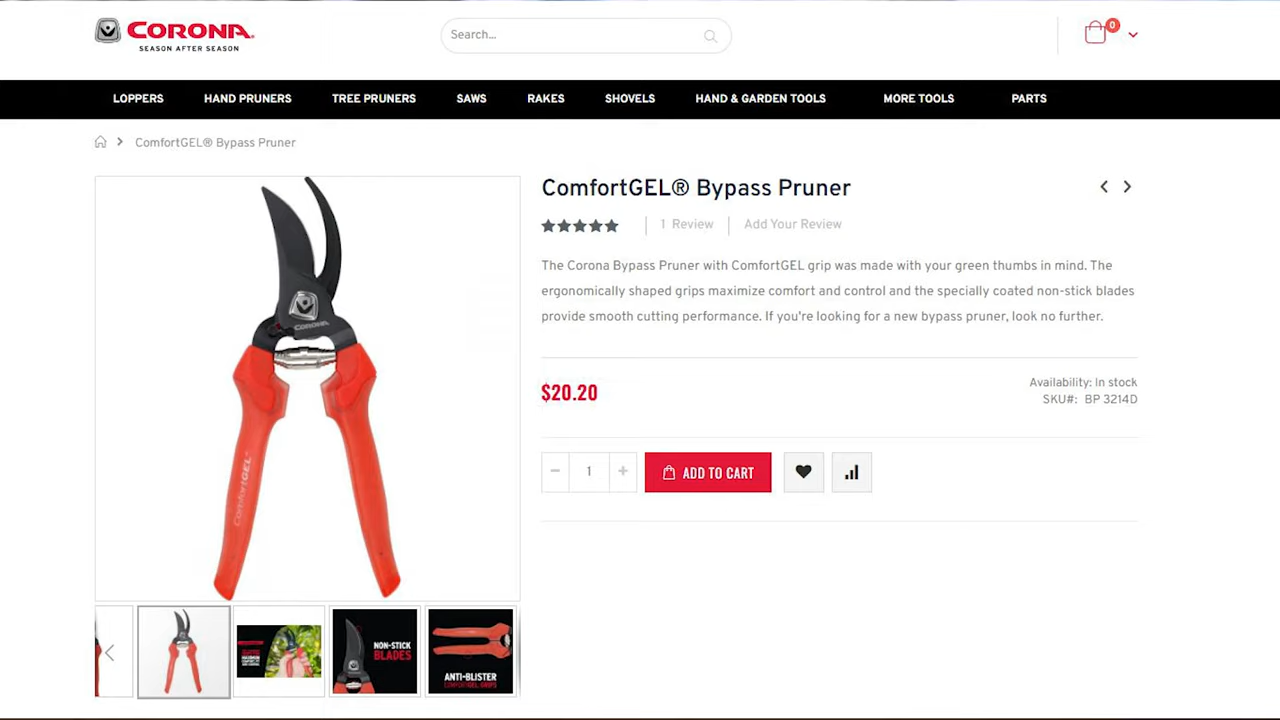 CORONA®
SEASON AFTER SEASON
Search...
0
LOPPERS HAND PRUNERS TREE PRUNERS SAWS RAKES SHOVELS HAND & GARDEN TOOLS MORE TOOLS PARTS
ComfortGEL® Bypass Pruner
ComfortGEL® Bypass Pruner
1 Review Add Your Review
The Corona Bypass Pruner with ComfortGEL grip was made with your green thumbs in mind. The
ergonomically shaped grips maximize comfort and control and the specially coated non-stick blades
provide smooth cutting performance. If you're looking for a new bypass pruner, look no further.
$20.20
Availability: In stock
SKU#: BP 3214D
1
ADD TO CART
CORONA
ComfortGEL
NON-STICK
BLADES
ANTI-BLISTER
COMFORTGEL GRIPS